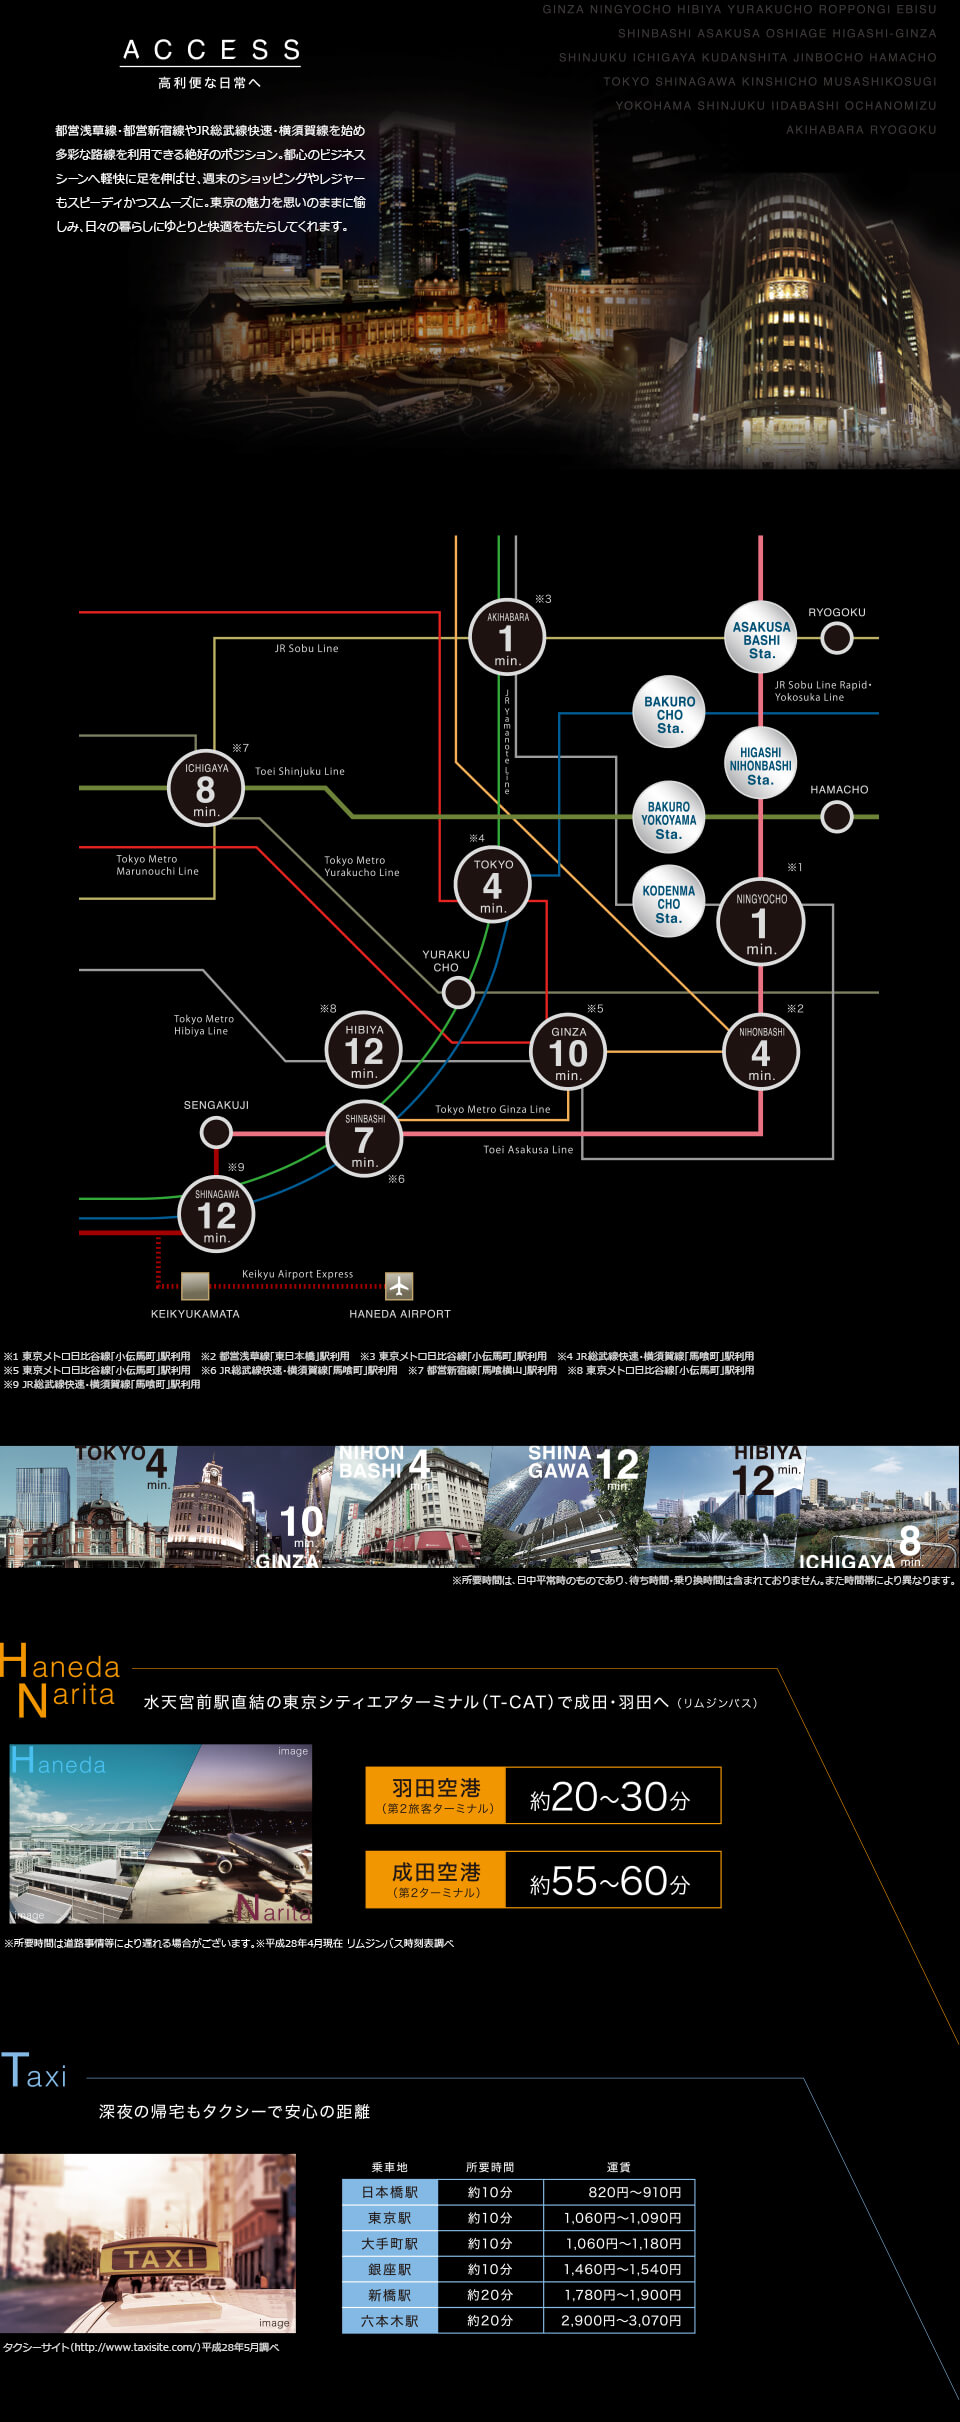 GINZA NINGYOCHO HIBIYA YURAKUCHO ROPPONGI EBISU
SHINBASHI ASAKUSA OSHIAGE HIGASHI-GINZA
SHINJUKU ICHIGAYA KUDANSHITA JINBOCHO HAMACHO
TOKYO SHINAGAWA KINSHICHO MUSASHIKOSUGI
YOKOHAMA SHINJUKU IIDABASHI OCHANOMIZU
AKIHABARA RYOGOKU
ACCESS
高利便な日常へ
都営浅草線・都営新宿線やJR総武線快速・横須賀線を始め
多彩な路線を利用できる絶好のポジション。都心のビジネス
シーンへ軽快に足を伸ばせ、週末のショッピングやレジャー
もスピーディかつスムーズに。東京の魅力を思いのままに愉
しみ、日々の暮らしにゆとりと快適をもたらしてくれます。
※3
AKIHABARA
1
min.
ASAKUSA
BASHI
Sta.
RYOGOKU
JR Sobu Line
JR Sobu Line Rapid・
Yokosuka Line
BAKURO
CHO
Sta.
JR Yamanote Line
※7
ICHIGAYA
8
min.
Toei Shinjuku Line
HIGASHI
NIHONBASHI
Sta.
HAMACHO
BAKURO
YOKOYAMA
Sta.
※4
TOKYO
4
min.
Tokyo Metro
Marunouchi Line
Tokyo Metro
Yurakucho Line
KODENMA
CHO
Sta.
※1
NINGYOCHO
1
min.
YURAKU
CHO
※8
HIBIYA
12
min.
※5
GINZA
10
min.
※2
NIHONBASHI
4
min.
Tokyo Metro
Hibiya Line
SENGAKUJI
SHINBASHI
7
min.
※6
Tokyo Metro Ginza Line
Toei Asakusa Line
※9
SHINAGAWA
12
min.
Keikyu Airport Express
KEIKYUKAMATA
HANEDA AIRPORT
※1 東京メトロ日比谷線「小伝馬町」駅利用 ※2 都営浅草線「東日本橋」駅利用 ※3 東京メトロ日比谷線「小伝馬町」駅利用 ※4 JR総武線快速・横須賀線「馬喰町」駅利用
※5 東京メトロ日比谷線「小伝馬町」駅利用 ※6 JR総武線快速・横須賀線「馬喰町」駅利用 ※7 都営新宿線「馬喰横山」駅利用 ※8 東京メトロ日比谷線「小伝馬町」駅利用
※9 JR総武線快速・横須賀線「馬喰町」駅利用
TOKYO 4 min.
10 min. GINZA
NIHON BASHI 4 min.
SHINA GAWA 12 min.
HIBIYA 12 min.
8 min. ICHIGAYA
※所要時間は、日中平常時のものであり、待ち時間・乗り換時間は含まれておりません。また時間帯により異なります。
Haneda
Narita
水天宮前駅直結の東京シティエアターミナル(T-CAT)で成田・羽田へ (リムジンバス)
Haneda
image
Narita
image
羽田空港
(第2旅客ターミナル)
約20〜30分
成田空港
(第2ターミナル)
約55〜60分
※所要時間は道路事情等により遅れる場合がございます。※平成28年4月現在 リムジンバス時刻表調べ
Taxi
深夜の帰宅もタクシーで安心の距離
乗車地 所要時間 運賃
日本橋駅 約10分 820円〜910円
東京駅 約10分 1,060円〜1,090円
大手町駅 約10分 1,060円〜1,180円
銀座駅 約10分 1,460円〜1,540円
新橋駅 約20分 1,780円〜1,900円
六本木駅 約20分 2,900円〜3,070円
TAXI
image
タクシーサイト(http://www.taxisite.com/)平成28年5月調べ